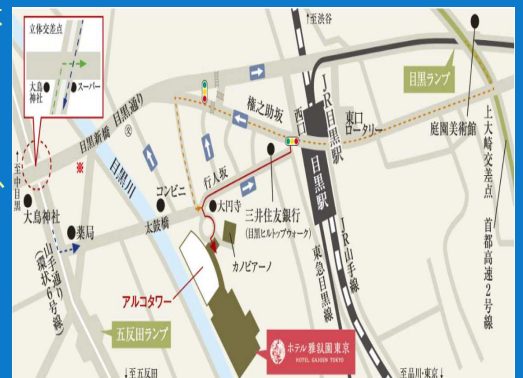 立体交差点
大鳥神社
スーパー
↑至渋谷
目黒ランプ
庭園美術館
上大崎交差点
首都高速2号線
目黒通り
目黒新橋
権之助坂
西口
JR目黒駅
目黒駅
東口
ロータリー
↑至中目黒
※
目黒川
行人坂
コンビニ
太鼓橋
大円寺
三井住友銀行
(目黒ヒルトップウォーク)
カノビアーノ
大鳥神社
薬局
山手通り
(環状6号線)
アルコタワー
東急目黒線
JR山手線
五反田ランプ
ホテル雅叙園東京
HOTEL GAJOEN TOKYO
↓至五反田
至品川・東京↓